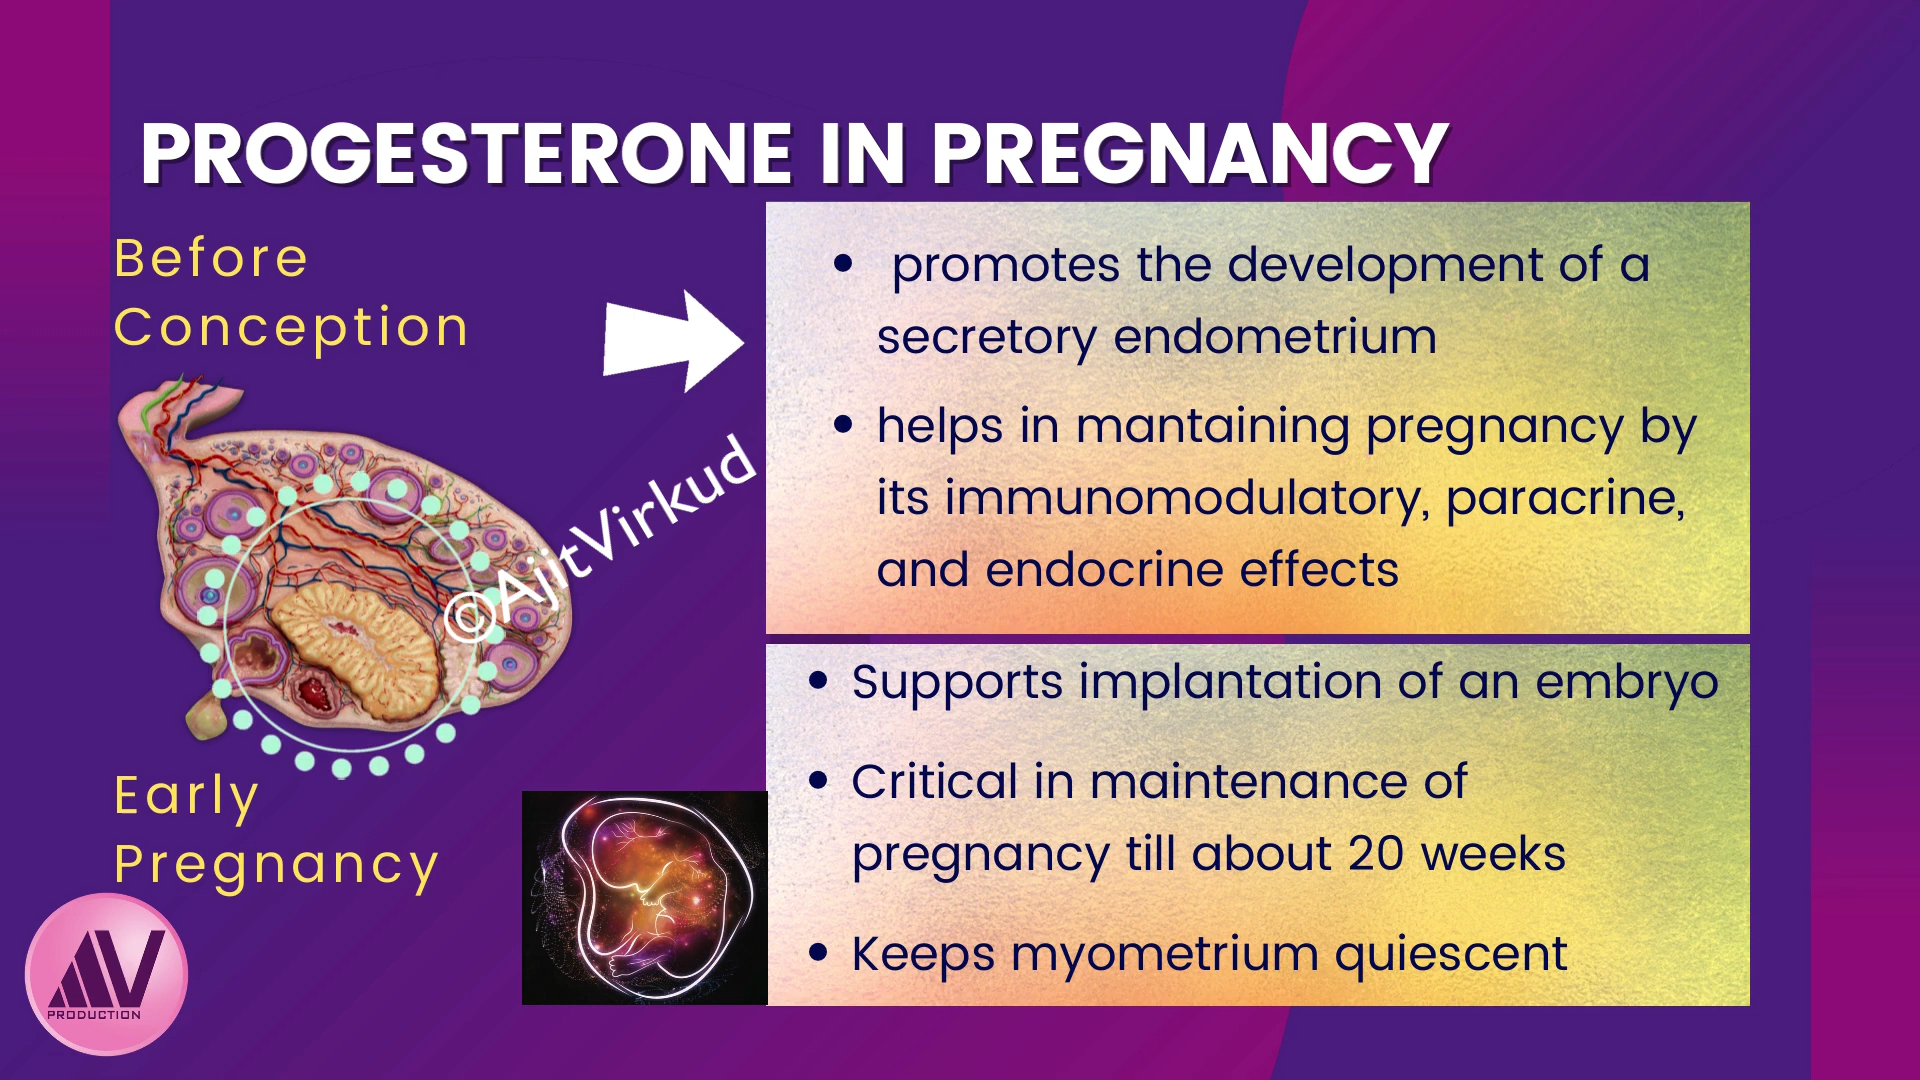 PROGESTERONE IN PREGNANCY
Before
Conception
• promotes the development of a
secretory endometrium
• helps in mantaining pregnancy by
its immunomodulatory, paracrine,
and endocrine effects
©AjitVirkud
Early
Pregnancy
• Supports implantation of an embryo
• Critical in maintenance of
pregnancy till about 20 weeks
• Keeps myometrium quiescent
AV
PRODUCTION